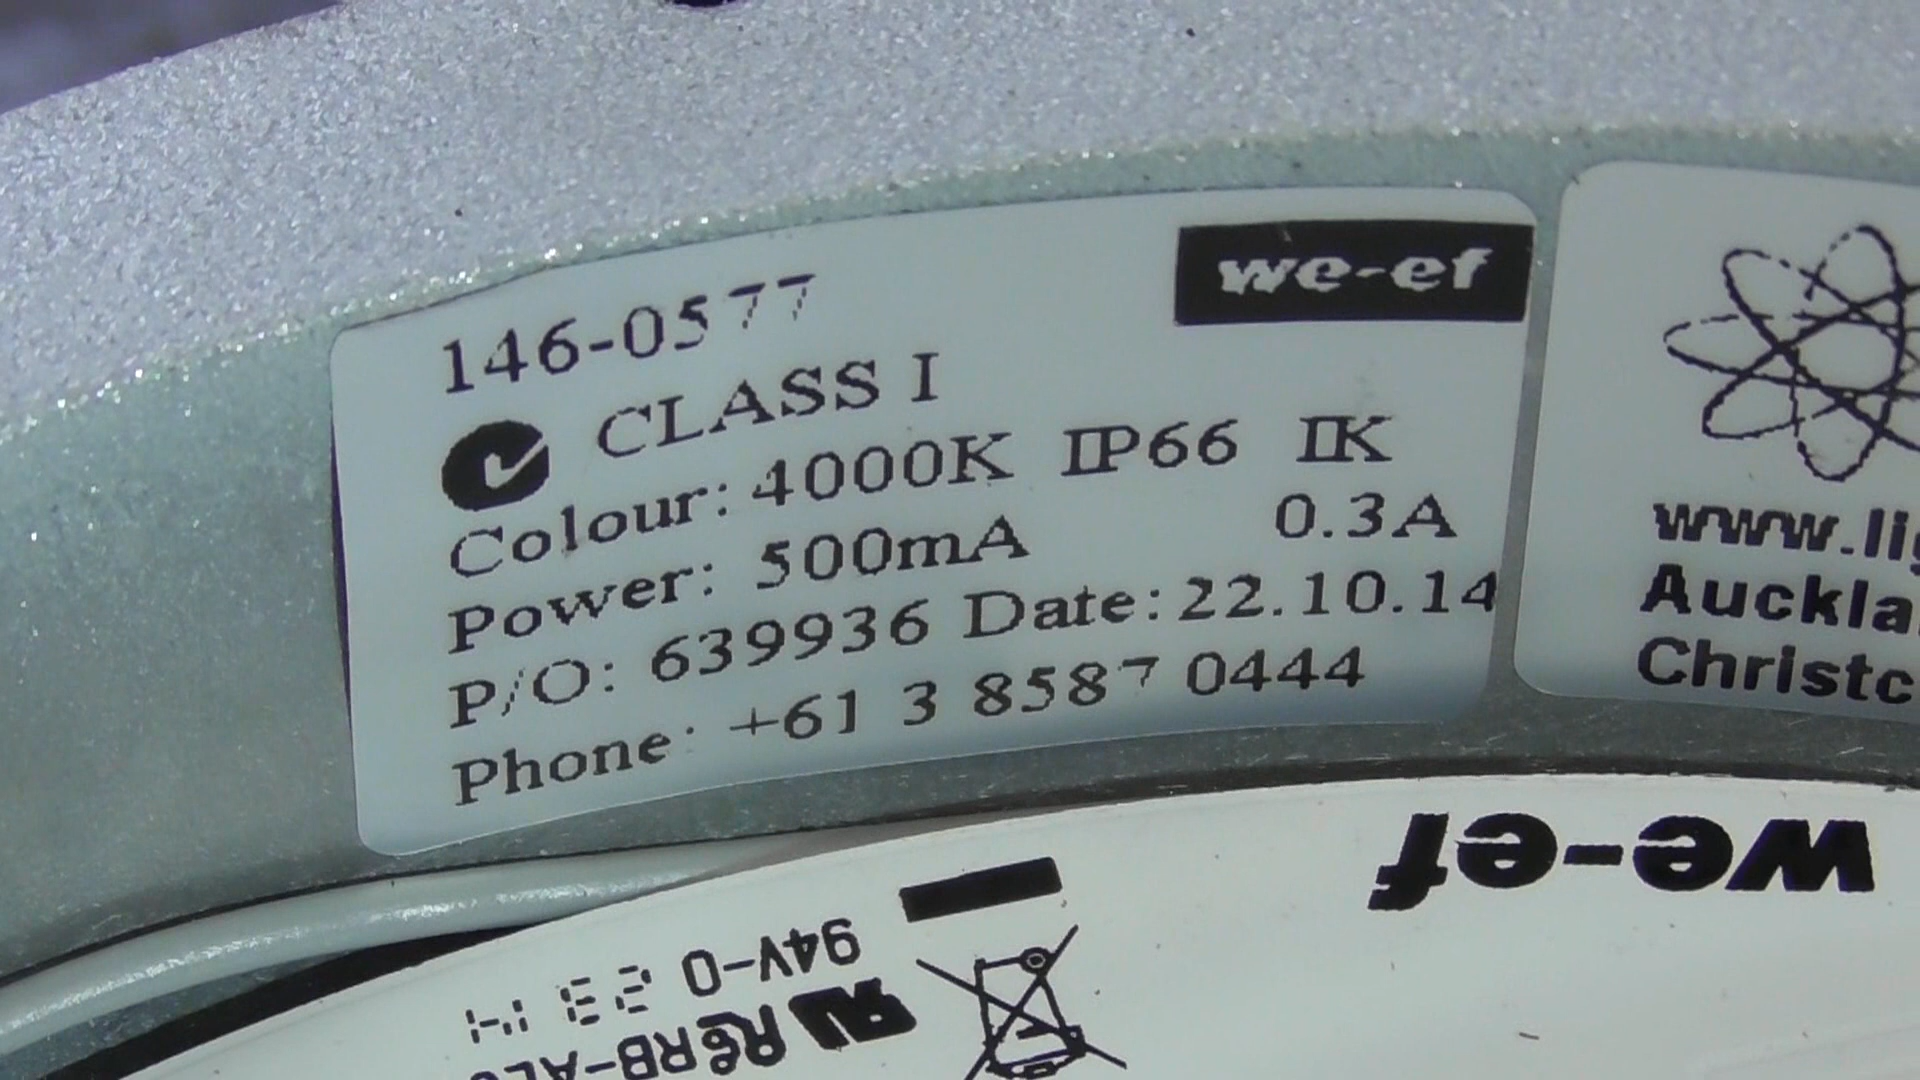 we-ef
146-0577
CLASS I
Colour: 4000K IP66 IK
Power: 500mA 0.3A
P/O: 639936 Date: 22.10.14
Phone: +61 3 8587 0444
www.lig
Auckla
Christc
we-ef
94V-0